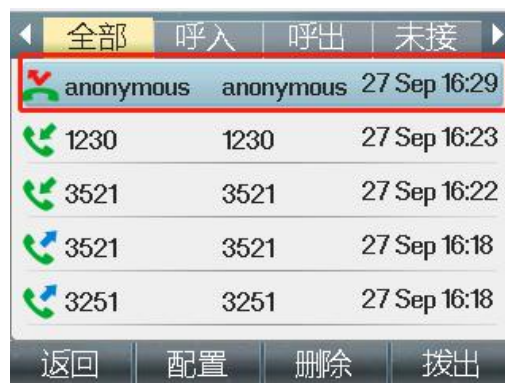 全部 呼入 呼出 未接
anonymous anonymous 27 Sep 16:29
1230 1230 27 Sep 16:23
3521 3521 27 Sep 16:22
3521 3521 27 Sep 16:18
3251 3251 27 Sep 16:18
返回 配置 删除 拨出